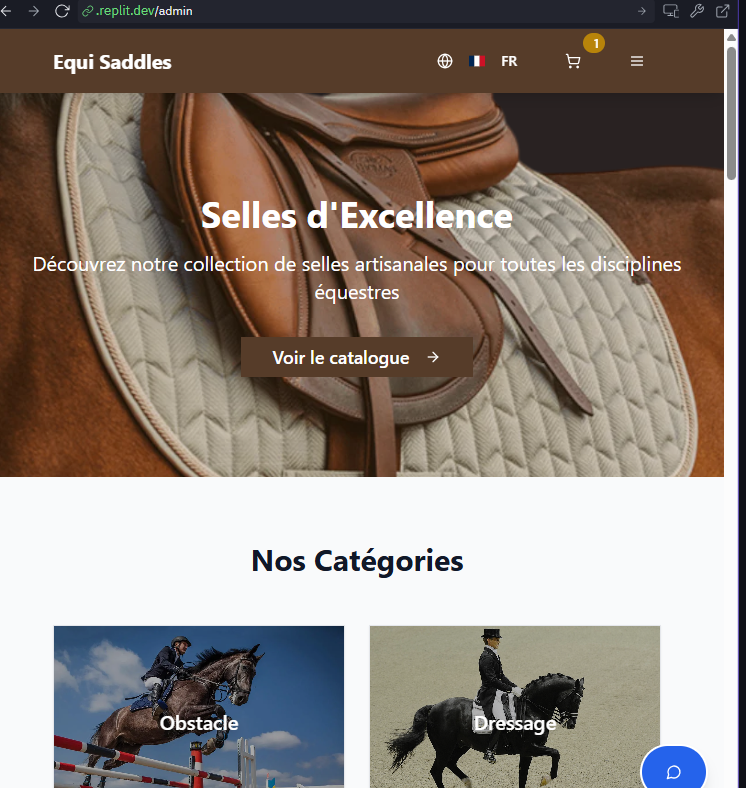 .replit.dev/admin
Equi Saddles
FR
1
Selles d'Excellence
Découvrez notre collection de selles artisanales pour toutes les disciplines
équestres
Voir le catalogue
Nos Catégories
Obstacle
Dressage